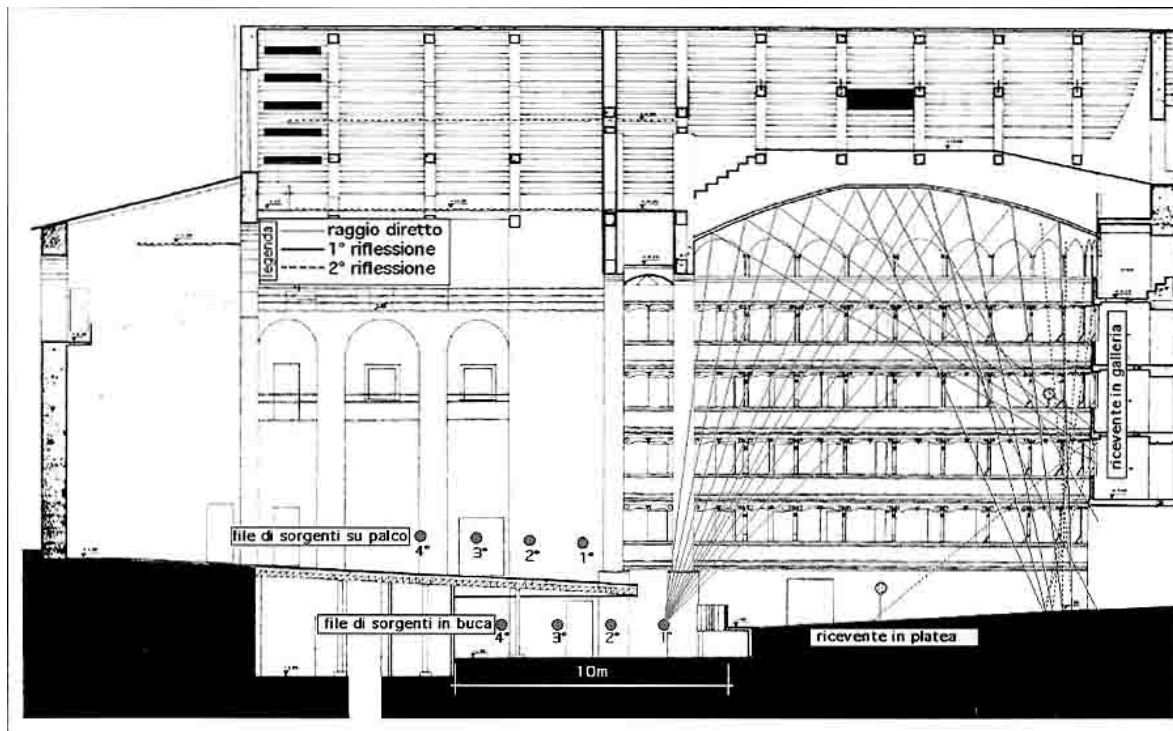 legenda
raggio diretto
1° riflessione
2° riflessione
ricevente in galleria
file di sorgenti su palco
4°
3°
2°
1°
file di sorgenti in buca
4°
3°
2°
1°
ricevente in platea
10m